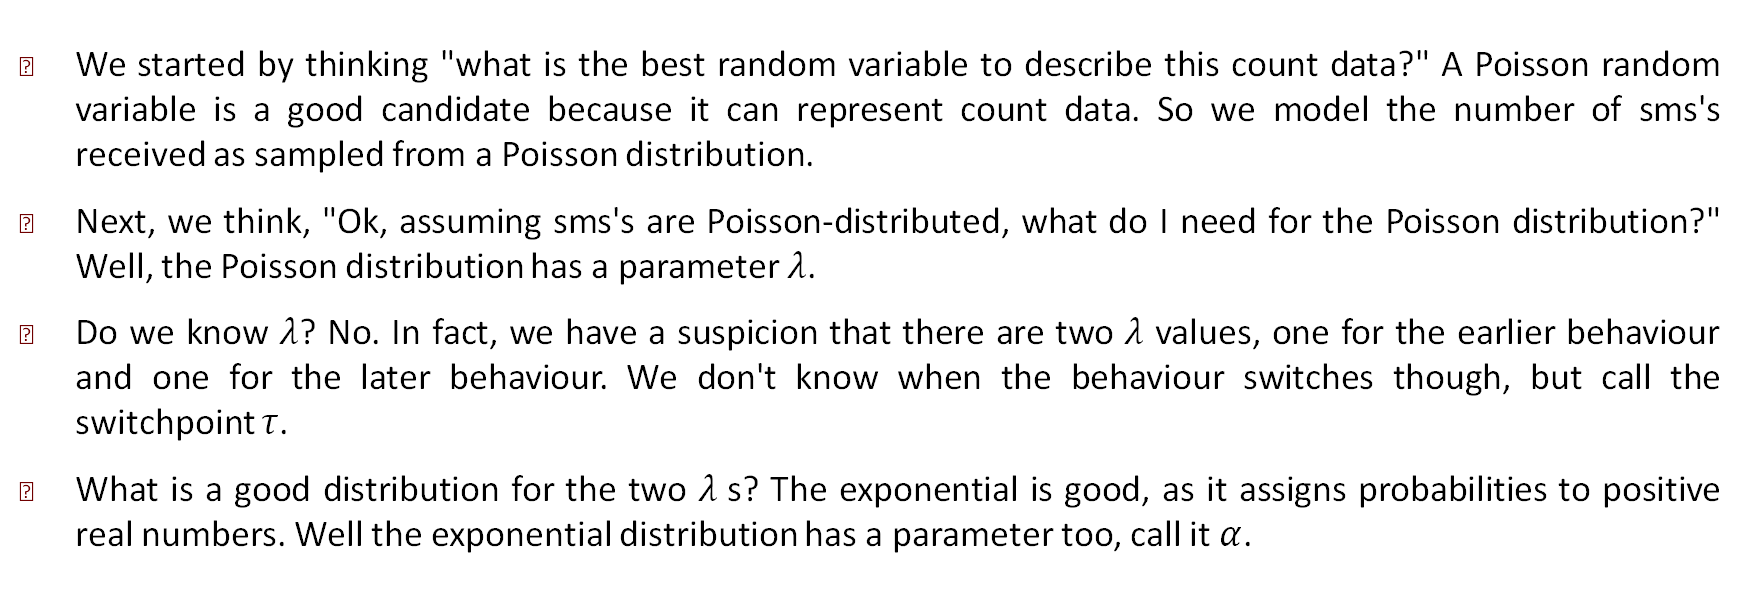 We started by thinking "what is the best random variable to describe this count data?" A Poisson random
variable is a good candidate because it can represent count data. So we model the number of sms's
received as sampled from a Poisson distribution.
Next, we think, "Ok, assuming sms's are Poisson-distributed, what do I need for the Poisson distribution?"
Well, the Poisson distribution has a parameter λ.
Do we know λ? No. In fact, we have a suspicion that there are two λ values, one for the earlier behaviour
and one for the later behaviour. We don't know when the behaviour switches though, but call the
switchpoint τ.
What is a good distribution for the two λ s? The exponential is good, as it assigns probabilities to positive
real numbers. Well the exponential distribution has a parameter too, call it α.